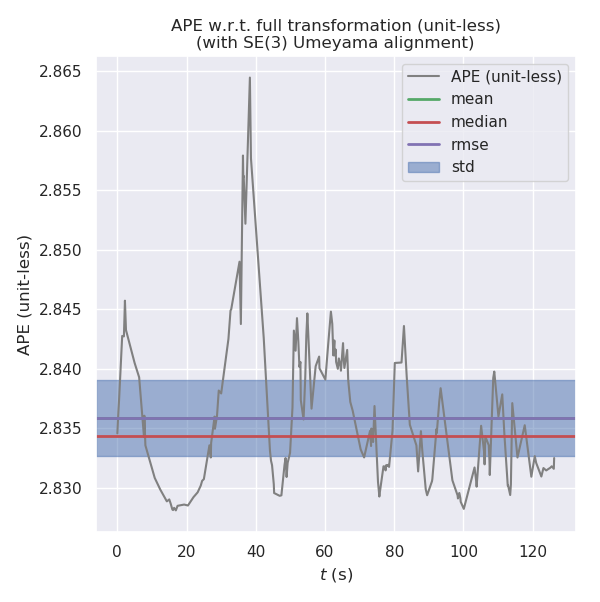 APE w.r.t. full transformation (unit-less)
(with SE(3) Umeyama alignment)
APE (unit-less)
mean
median
rmse
std
2.865
2.860
2.855
2.850
2.845
2.840
2.835
2.830
APE (unit-less)
0 20 40 60 80 100 120
t (s)